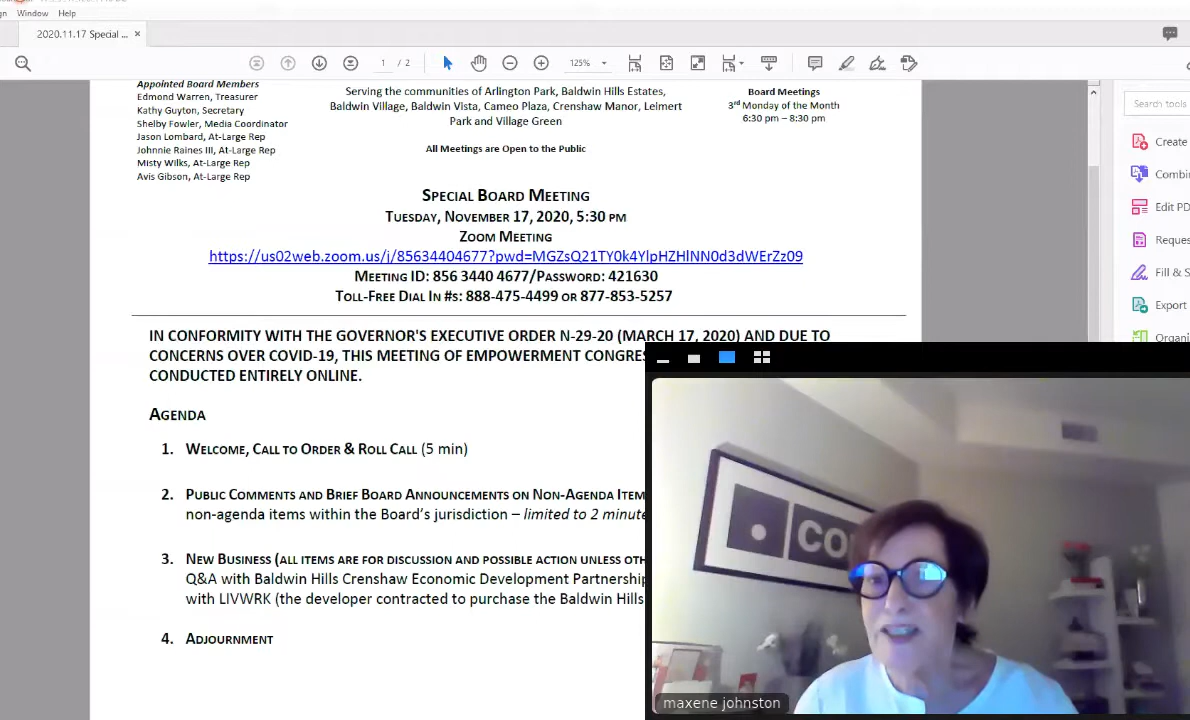 Window Help
2020.11.17 Special ... ×
1 / 2 125%
Search tools
Create
Combin
Edit PD
Reques
Fill & S
Export
Organi
Appointed Board Members
Edmond Warren, Treasurer
Kathy Guyton, Secretary
Shelby Fowler, Media Coordinator
Jason Lombard, At-Large Rep
Johnnie Raines III, At-Large Rep
Misty Wilks, At-Large Rep
Avis Gibson, At-Large Rep
Serving the communities of Arlington Park, Baldwin Hills Estates,
Baldwin Village, Baldwin Vista, Cameo Plaza, Crenshaw Manor, Leimert
Park and Village Green
All Meetings are Open to the Public
Board Meetings
3rd Monday of the Month
6:30 pm – 8:30 pm
SPECIAL BOARD MEETING
TUESDAY, NOVEMBER 17, 2020, 5:30 PM
ZOOM MEETING
https://us02web.zoom.us/j/85634404677?pwd=MGZsQ21TY0k4YlpHZHlNN0d3dWErZz09
MEETING ID: 856 3440 4677/PASSWORD: 421630
TOLL-FREE DIAL IN #S: 888-475-4499 OR 877-853-5257
IN CONFORMITY WITH THE GOVERNOR'S EXECUTIVE ORDER N-29-20 (MARCH 17, 2020) AND DUE TO
CONCERNS OVER COVID-19, THIS MEETING OF EMPOWERMENT CONGRES
CONDUCTED ENTIRELY ONLINE.
AGENDA
1. WELCOME, CALL TO ORDER & ROLL CALL (5 min)
2. PUBLIC COMMENTS AND BRIEF BOARD ANNOUNCEMENTS ON NON-AGENDA ITEM
non-agenda items within the Board's jurisdiction – limited to 2 minute
3. NEW BUSINESS (ALL ITEMS ARE FOR DISCUSSION AND POSSIBLE ACTION UNLESS OTH
Q&A with Baldwin Hills Crenshaw Economic Development Partnership
with LIVWRK (the developer contracted to purchase the Baldwin Hills
4. ADJOURNMENT
CO
maxene johnston